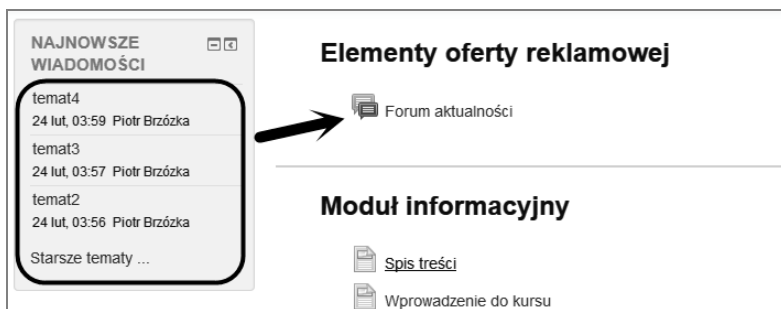 NAJNOWSZE
WIADOMOŚCI
temat4
24 lut, 03:59 Piotr Brzózka
temat3
24 lut, 03:57 Piotr Brzózka
temat2
24 lut, 03:56 Piotr Brzózka
Starsze tematy ...
Elementy oferty reklamowej
Forum aktualności
Moduł informacyjny
Spis treści
Wprowadzenie do kursu